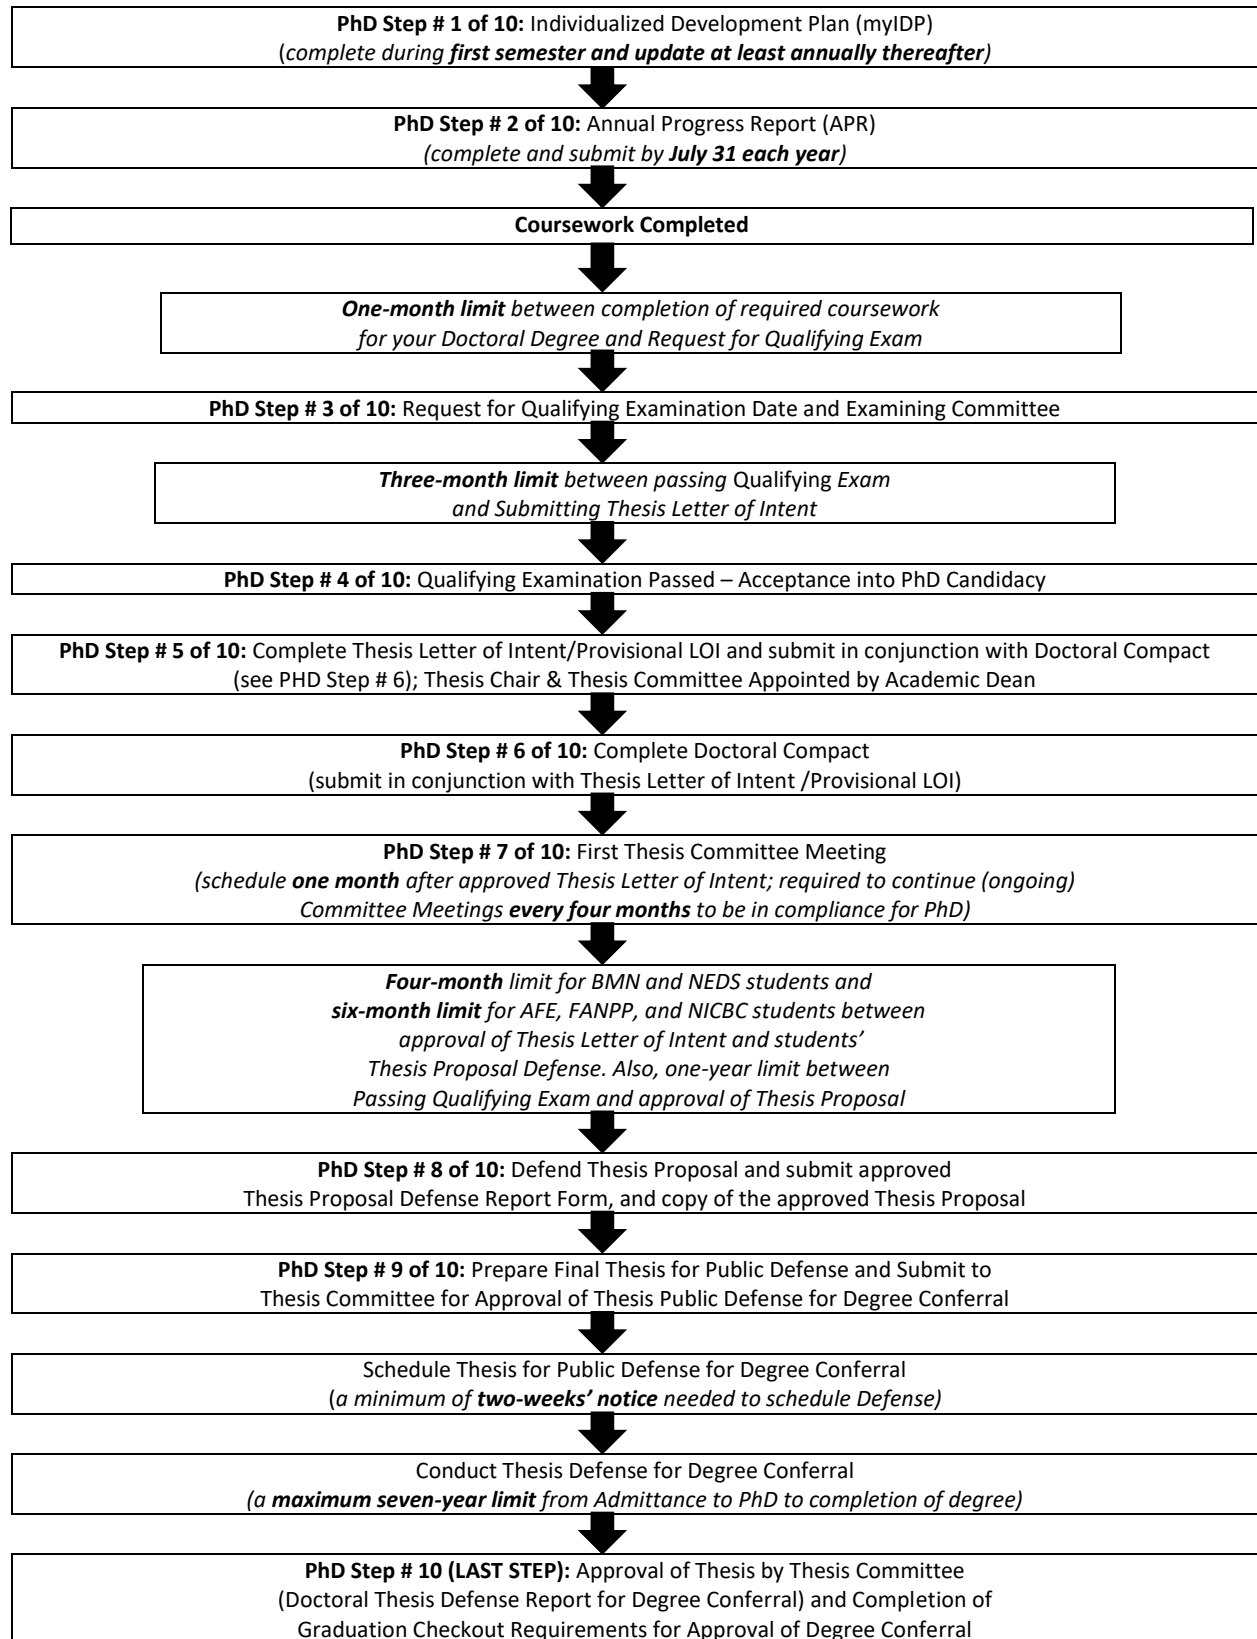 PhD Step # 1 of 10: Individualized Development Plan (myIDP)
(complete during first semester and update at least annually thereafter)
PhD Step # 2 of 10: Annual Progress Report (APR)
(complete and submit by July 31 each year)
Coursework Completed
One-month limit between completion of required coursework
for your Doctoral Degree and Request for Qualifying Exam
PhD Step # 3 of 10: Request for Qualifying Examination Date and Examining Committee
Three-month limit between passing Qualifying Exam
and Submitting Thesis Letter of Intent
PhD Step # 4 of 10: Qualifying Examination Passed – Acceptance into PhD Candidacy
PhD Step # 5 of 10: Complete Thesis Letter of Intent/Provisional LOI and submit in conjunction with Doctoral Compact
(see PHD Step # 6); Thesis Chair & Thesis Committee Appointed by Academic Dean
PhD Step # 6 of 10: Complete Doctoral Compact
(submit in conjunction with Thesis Letter of Intent /Provisional LOI)
PhD Step # 7 of 10: First Thesis Committee Meeting
(schedule one month after approved Thesis Letter of Intent; required to continue (ongoing)
Committee Meetings every four months to be in compliance for PhD)
Four-month limit for BMN and NEDS students and
six-month limit for AFE, FANPP, and NICBC students between
approval of Thesis Letter of Intent and students’
Thesis Proposal Defense. Also, one-year limit between
Passing Qualifying Exam and approval of Thesis Proposal
PhD Step # 8 of 10: Defend Thesis Proposal and submit approved
Thesis Proposal Defense Report Form, and copy of the approved Thesis Proposal
PhD Step # 9 of 10: Prepare Final Thesis for Public Defense and Submit to
Thesis Committee for Approval of Thesis Public Defense for Degree Conferral
Schedule Thesis for Public Defense for Degree Conferral
(a minimum of two-weeks’ notice needed to schedule Defense)
Conduct Thesis Defense for Degree Conferral
(a maximum seven-year limit from Admittance to PhD to completion of degree)
PhD Step # 10 (LAST STEP): Approval of Thesis by Thesis Committee
(Doctoral Thesis Defense Report for Degree Conferral) and Completion of
Graduation Checkout Requirements for Approval of Degree Conferral